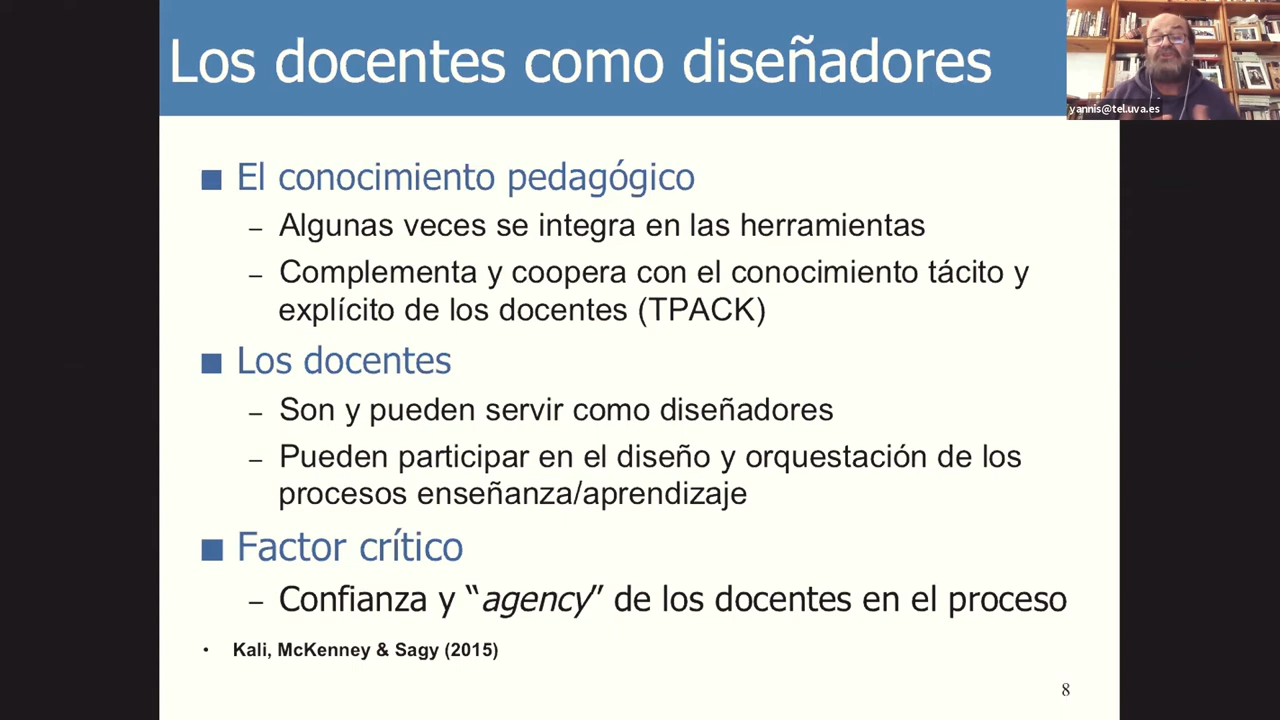 Los docentes como diseñadores
yannis@tel.uva.es
■ El conocimiento pedagógico
– Algunas veces se integra en las herramientas
– Complementa y coopera con el conocimiento tácito y
explícito de los docentes (TPACK)
■ Los docentes
– Son y pueden servir como diseñadores
– Pueden participar en el diseño y orquestación de los
procesos enseñanza/aprendizaje
■ Factor crítico
– Confianza y “agency” de los docentes en el proceso
• Kali, McKenney & Sagy (2015)
8